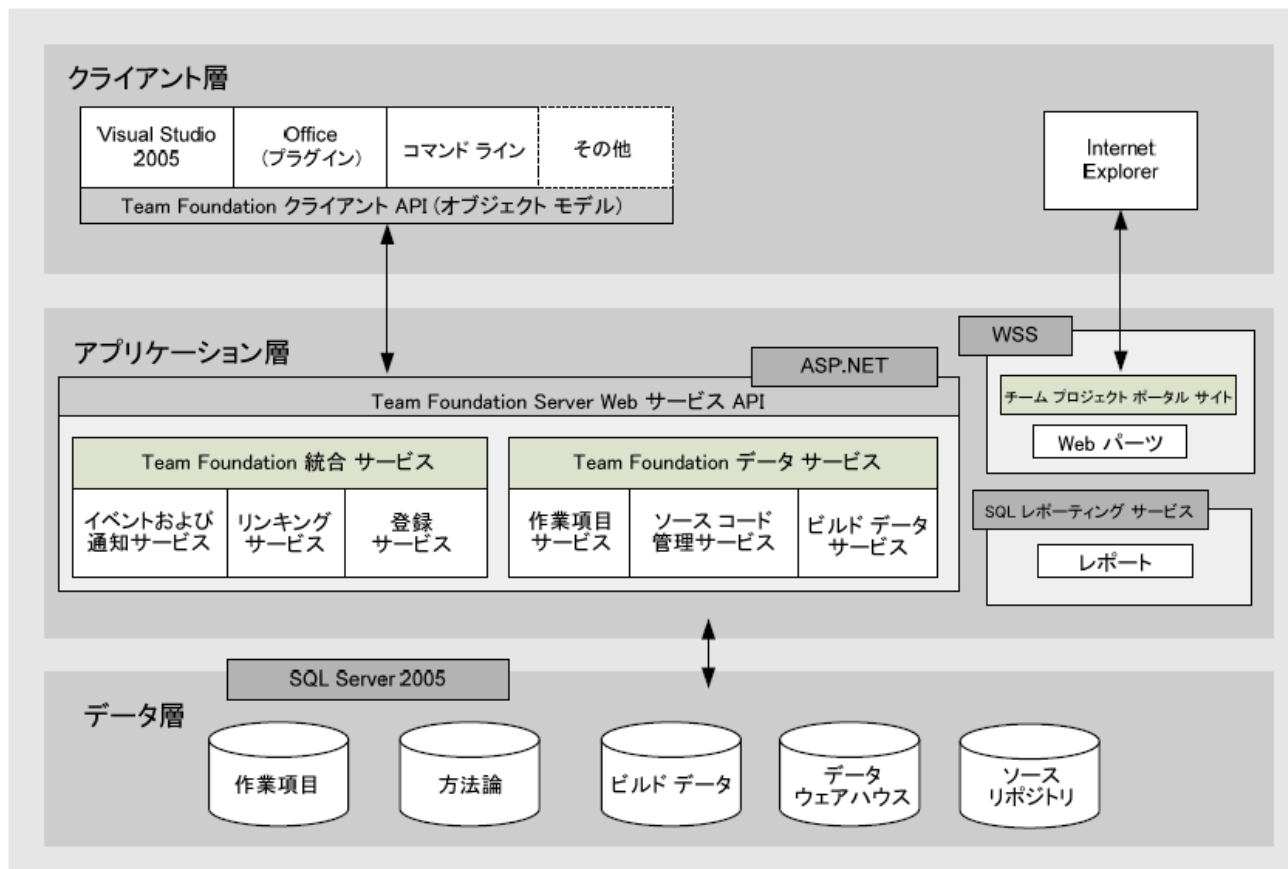 クライアント層
Visual Studio
2005
Office
(プラグイン)
コマンド ライン
その他
Team Foundation クライアント API (オブジェクト モデル)
Internet
Explorer
アプリケーション層
ASP.NET
Team Foundation Server Web サービス API
Team Foundation 統合 サービス
イベントおよび
通知サービス
リンキング
サービス
登録
サービス
Team Foundation データ サービス
作業項目
サービス
ソース コード
管理サービス
ビルド データ
サービス
WSS
チーム プロジェクト ポータル サイト
Web パーツ
SQL レポーティング サービス
レポート
SQL Server 2005
データ層
作業項目
方法論
ビルド データ
データ
ウェアハウス
ソース
リポジトリ